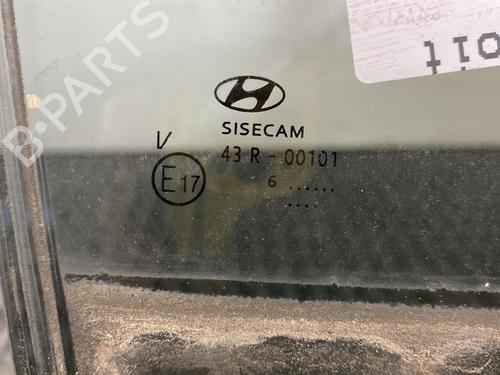 B-PARTS
SISECAM
V
43 R - 00101
E17
6 ......
....